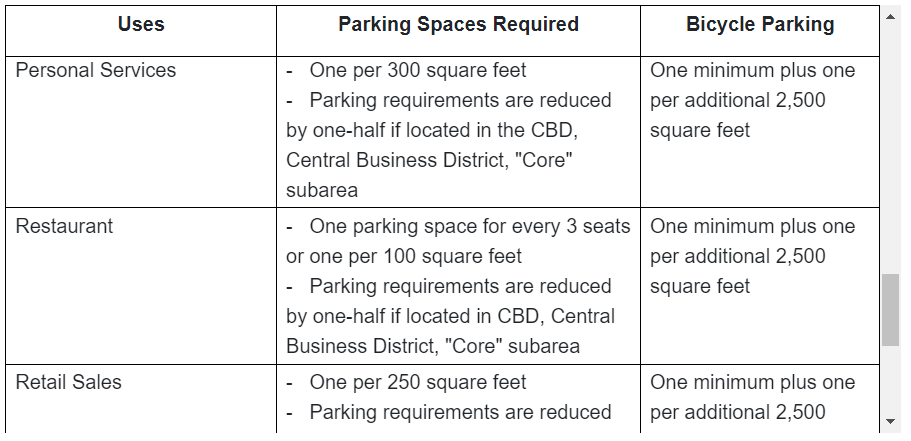 Uses Parking Spaces Required Bicycle Parking
Personal Services
- One per 300 square feet
- Parking requirements are reduced
by one-half if located in the CBD,
Central Business District, "Core"
subarea
One minimum plus one
per additional 2,500
square feet
Restaurant
- One parking space for every 3 seats
or one per 100 square feet
- Parking requirements are reduced
by one-half if located in CBD, Central
Business District, "Core" subarea
One minimum plus one
per additional 2,500
square feet
Retail Sales
- One per 250 square feet
- Parking requirements are reduced
One minimum plus one
per additional 2,500